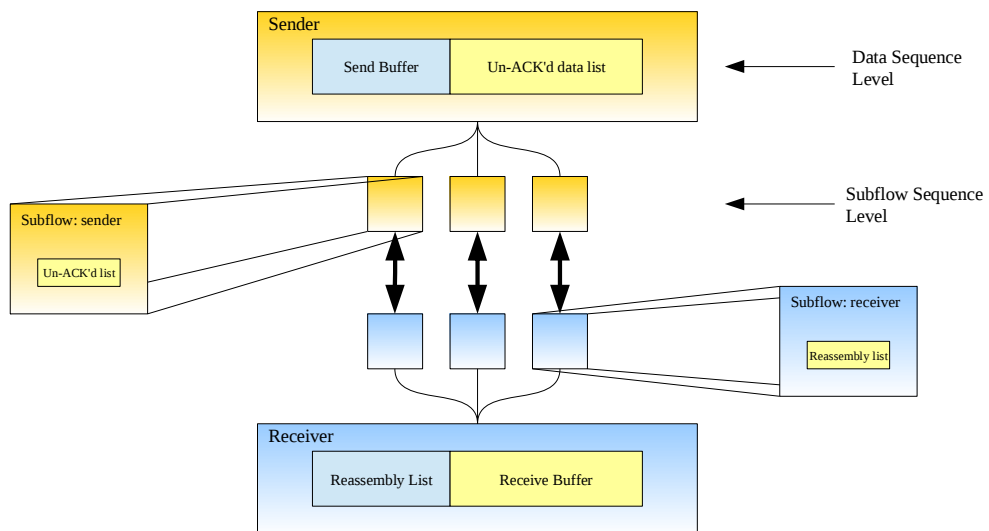 Sender
Send Buffer
Un-ACK'd data list
Data Sequence
Level
Subflow Sequence
Level
Subflow: sender
Un-ACK'd list
Subflow: receiver
Reassembly list
Receiver
Reassembly List
Receive Buffer